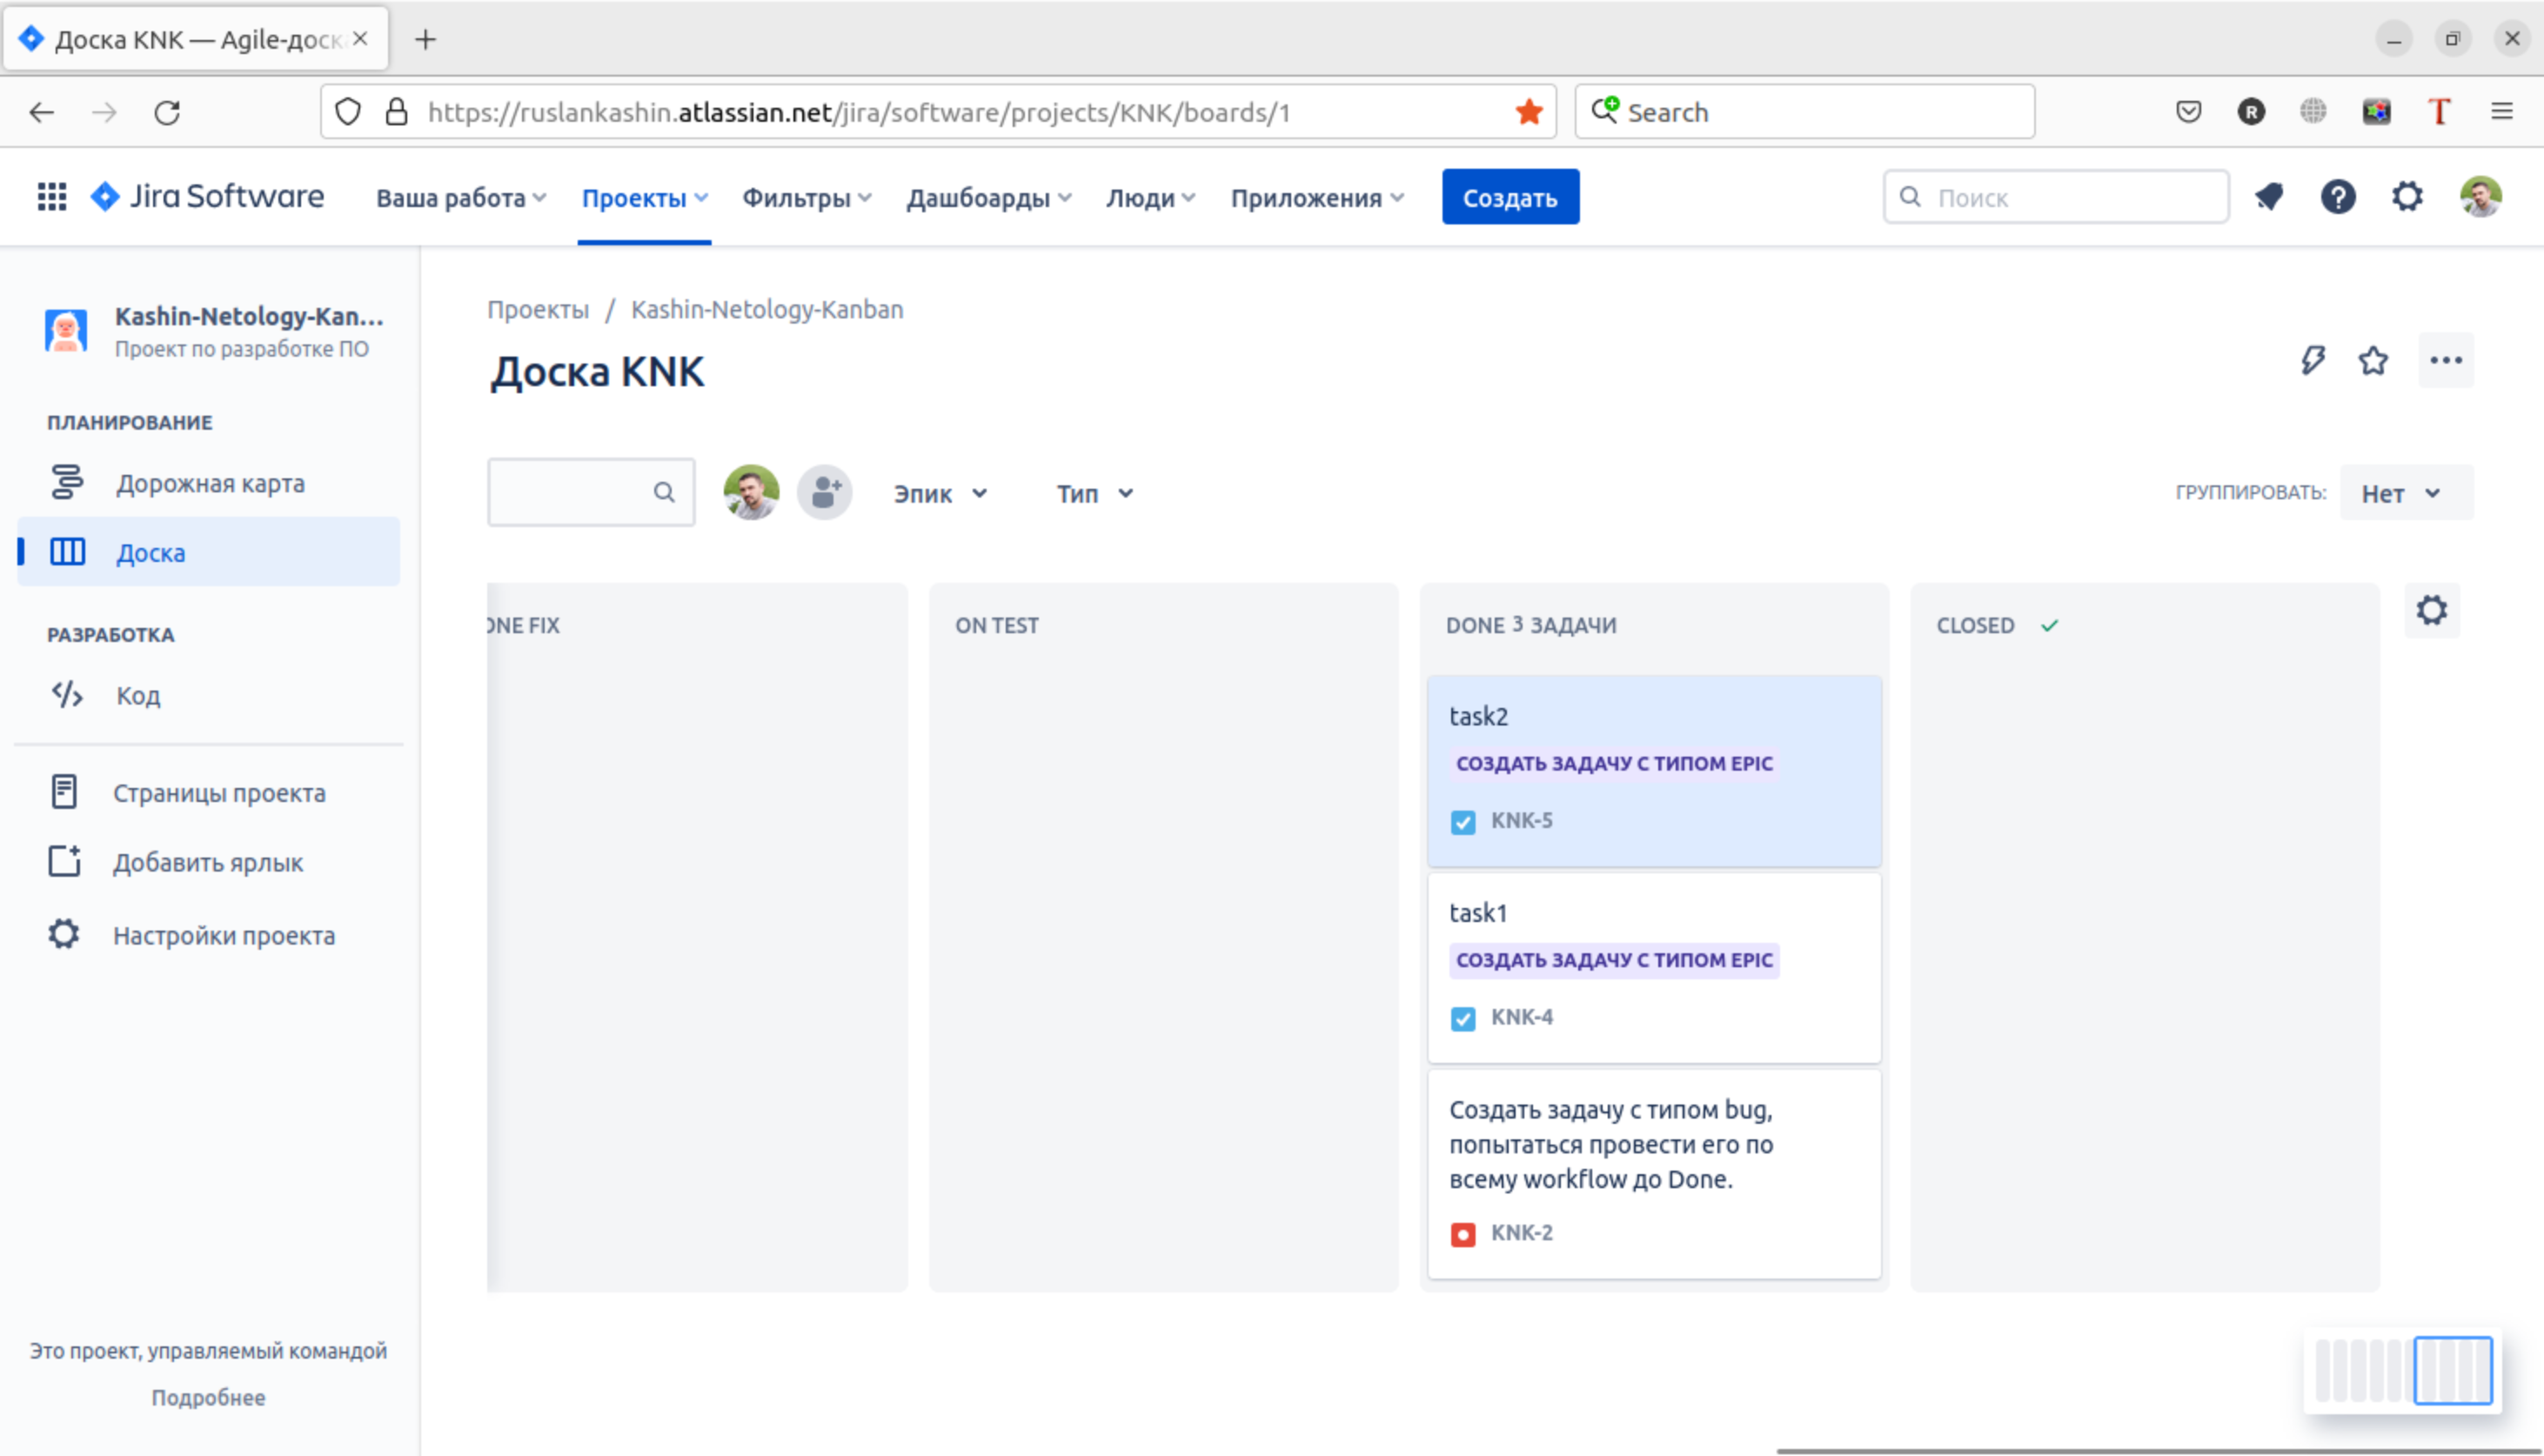 Доска KNK — Agile-доск
https://ruslankashin.atlassian.net/jira/software/projects/KNK/boards/1
Search
R
T
Jira Software
Ваша работа
Проекты
Фильтры
Дашбоарды
Люди
Приложения
Создать
Поиск
Kashin-Netology-Kan...
Проект по разработке ПО
ПЛАНИРОВАНИЕ
Дорожная карта
Доска
РАЗРАБОТКА
Код
Страницы проекта
Добавить ярлык
Настройки проекта
Это проект, управляемый командой
Подробнее
Проекты / Kashin-Netology-Kanban
Доска KNK
Эпик
Тип
ГРУППИРОВАТЬ:
Нет
ONE FIX
ON TEST
DONE 3 ЗАДАЧИ
task2
СОЗДАТЬ ЗАДАЧУ С ТИПОМ EPIC
KNK-5
task1
СОЗДАТЬ ЗАДАЧУ С ТИПОМ EPIC
KNK-4
Создать задачу с типом bug,
попытаться провести его по
всему workflow до Done.
KNK-2
CLOSED